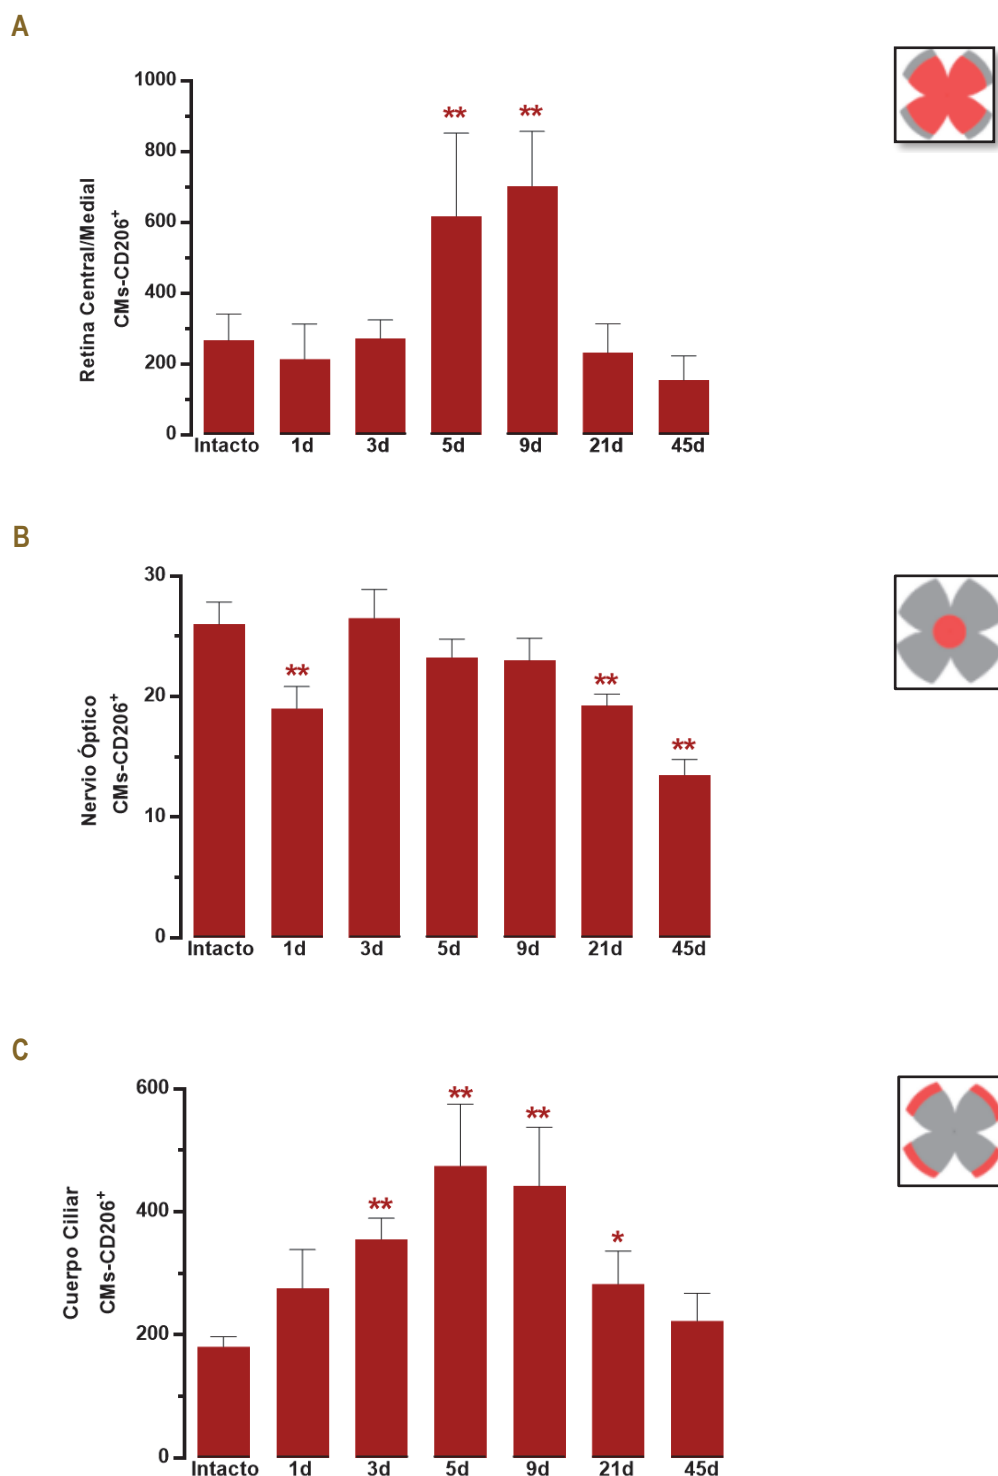 A
Retina Central/Medial
CMs-CD206+
1000
800
600
400
200
0
** **
Intacto 1d 3d 5d 9d 21d 45d
B
Nervio Óptico
CMs-CD206+
30
20
10
0
** ** **
Intacto 1d 3d 5d 9d 21d 45d
C
Cuerpo Ciliar
CMs-CD206+
600
400
200
0
** ** ** *
Intacto 1d 3d 5d 9d 21d 45d